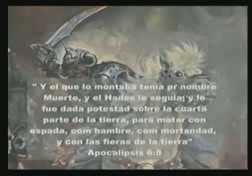 " Y el que lo montaba tenía pr nombre
Muerte, y el Hades le seguía: y le
fue dada potestad sobre la cuarta
parte de la tierra, para matar con
espada, com hambre, com mortandad,
y con las fieras de la tierra"
Apocalipsis 6:8